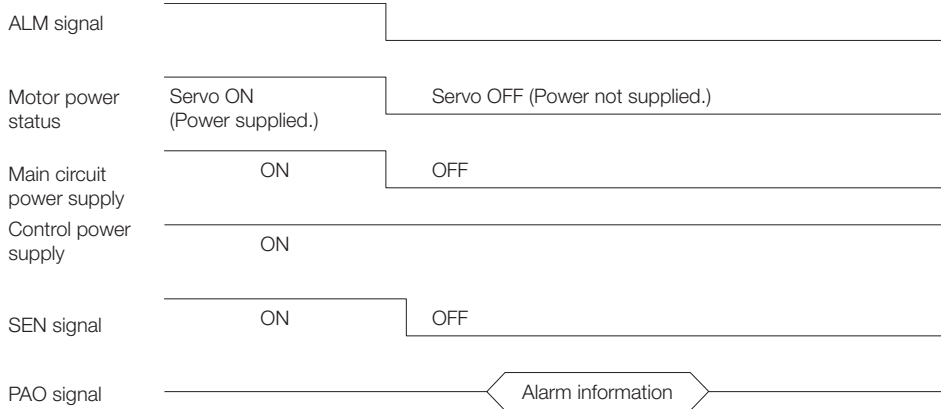 ALM signal
Motor power
status
Servo ON
(Power supplied.)
Servo OFF (Power not supplied.)
Main circuit
power supply
ON
OFF
Control power
supply
ON
SEN signal
ON
OFF
PAO signal
Alarm information